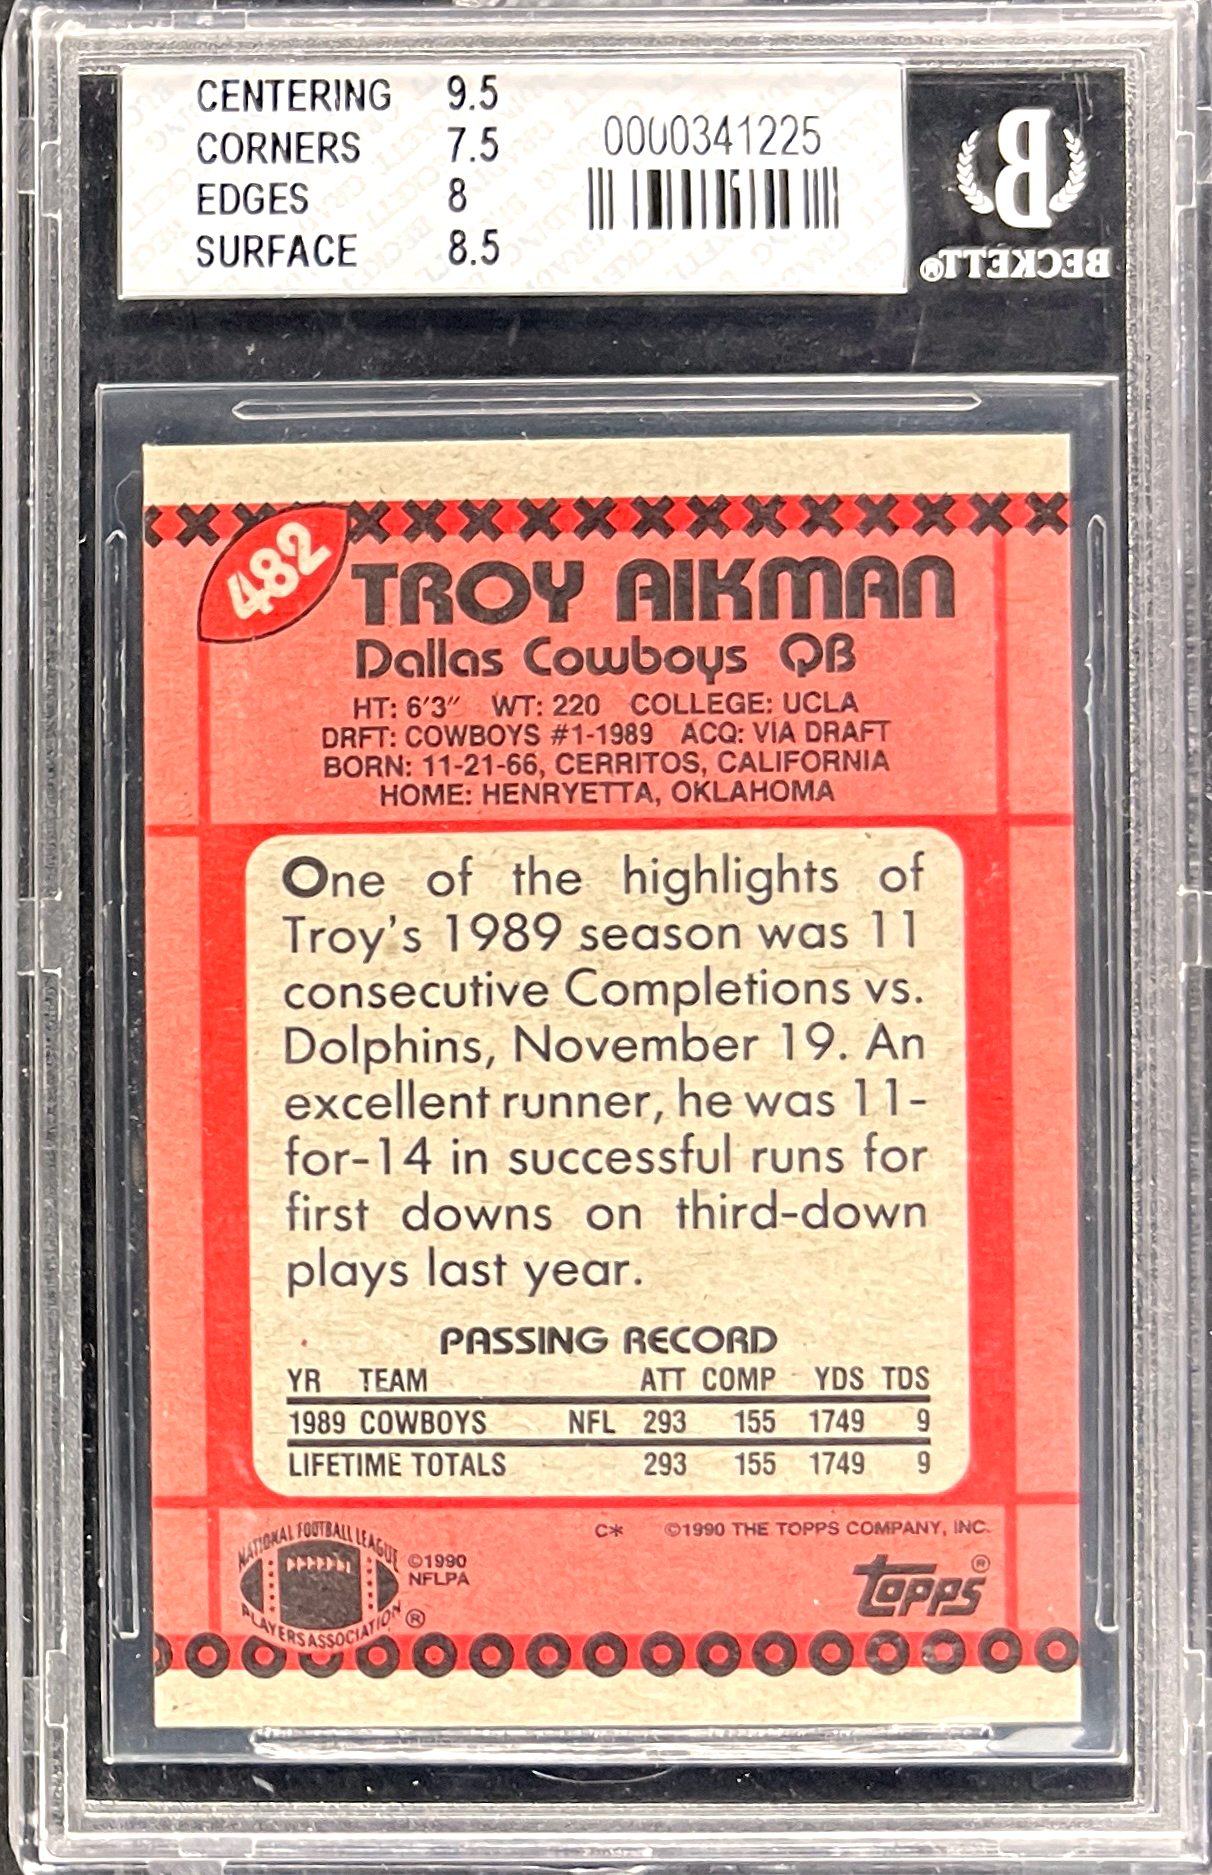 CENTERING 9.5
CORNERS 7.5
EDGES 8
SURFACE 8.5
0000341225
B
BECKETT®
482
TROY AIKMAN
Dallas Cowboys QB
HT: 6'3" WT: 220 COLLEGE: UCLA
DRFT: COWBOYS #1-1989 ACQ: VIA DRAFT
BORN: 11-21-66, CERRITOS, CALIFORNIA
HOME: HENRYETTA, OKLAHOMA
One of the highlights of
Troy's 1989 season was 11
consecutive Completions vs.
Dolphins, November 19. An
excellent runner, he was 11-
for-14 in successful runs for
first downs on third-down
plays last year.
PASSING RECORD
YR TEAM ATT COMP YDS TDS
1989 COWBOYS NFL 293 155 1749 9
LIFETIME TOTALS 293 155 1749 9
NATIONAL FOOTBALL LEAGUE
PLAYERS ASSOCIATION ®
©1990
NFLPA
C* ©1990 THE TOPPS COMPANY, INC.
topps®